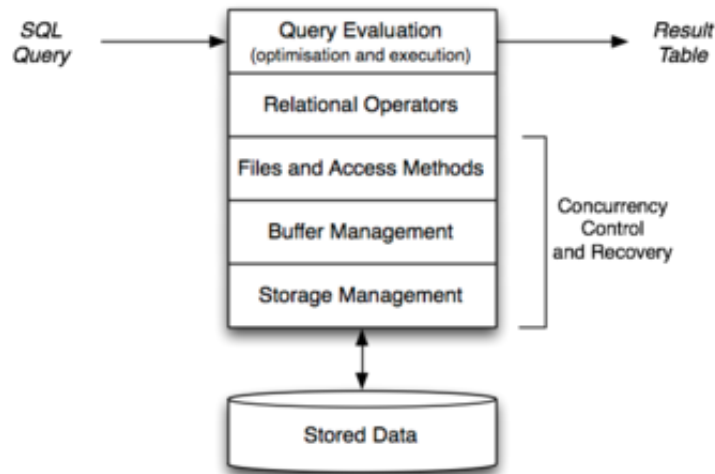 SQL
Query
Query Evaluation
(optimisation and execution)
Result
Table
Relational Operators
Files and Access Methods
Buffer Management
Storage Management
Concurrency
Control
and Recovery
Stored Data